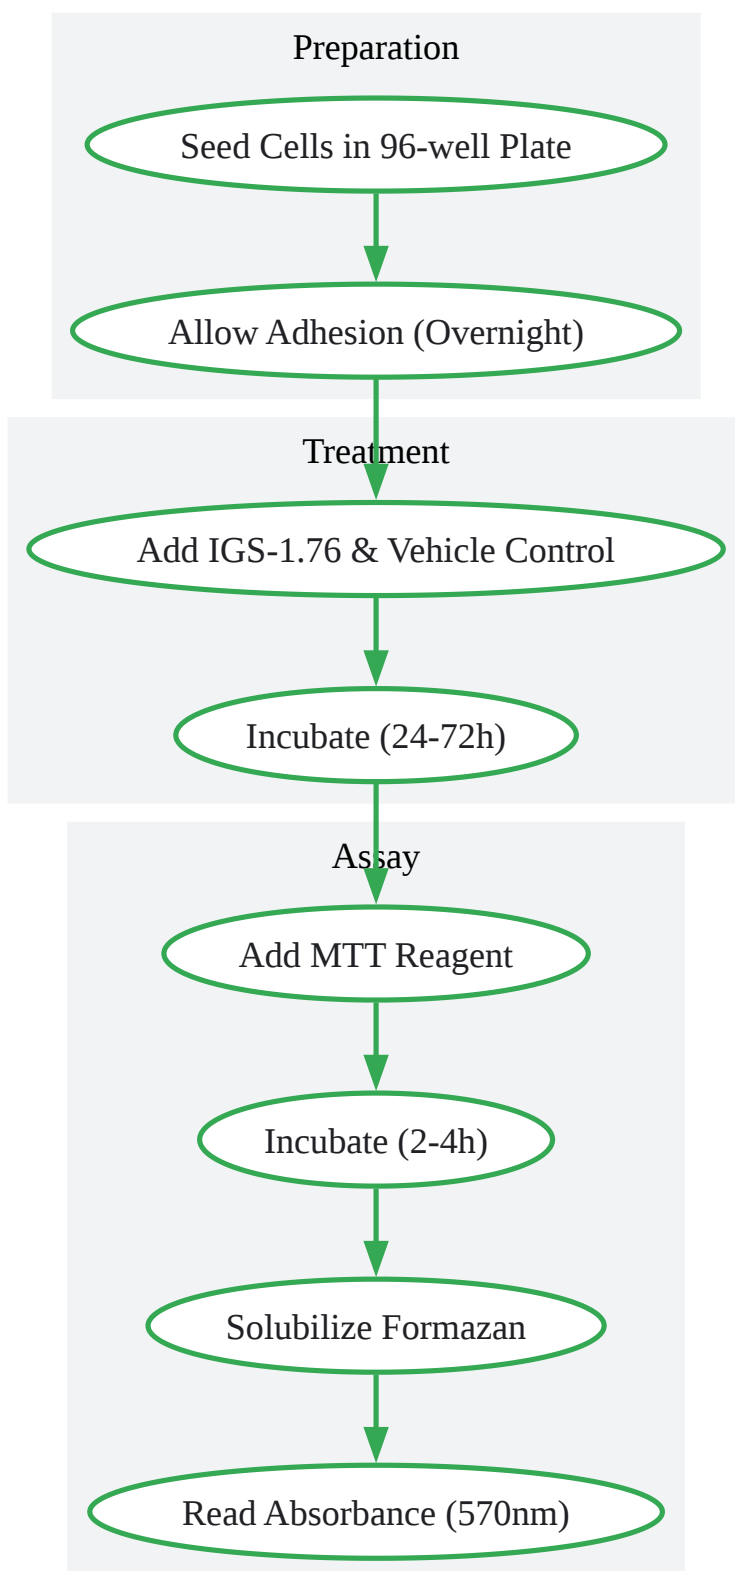 Preparation
Seed Cells in 96-well Plate
Allow Adhesion (Overnight)
Treatment
Add IGS-1.76 & Vehicle Control
Incubate (24-72h)
Assay
Add MTT Reagent
Incubate (2-4h)
Solubilize Formazan
Read Absorbance (570nm)